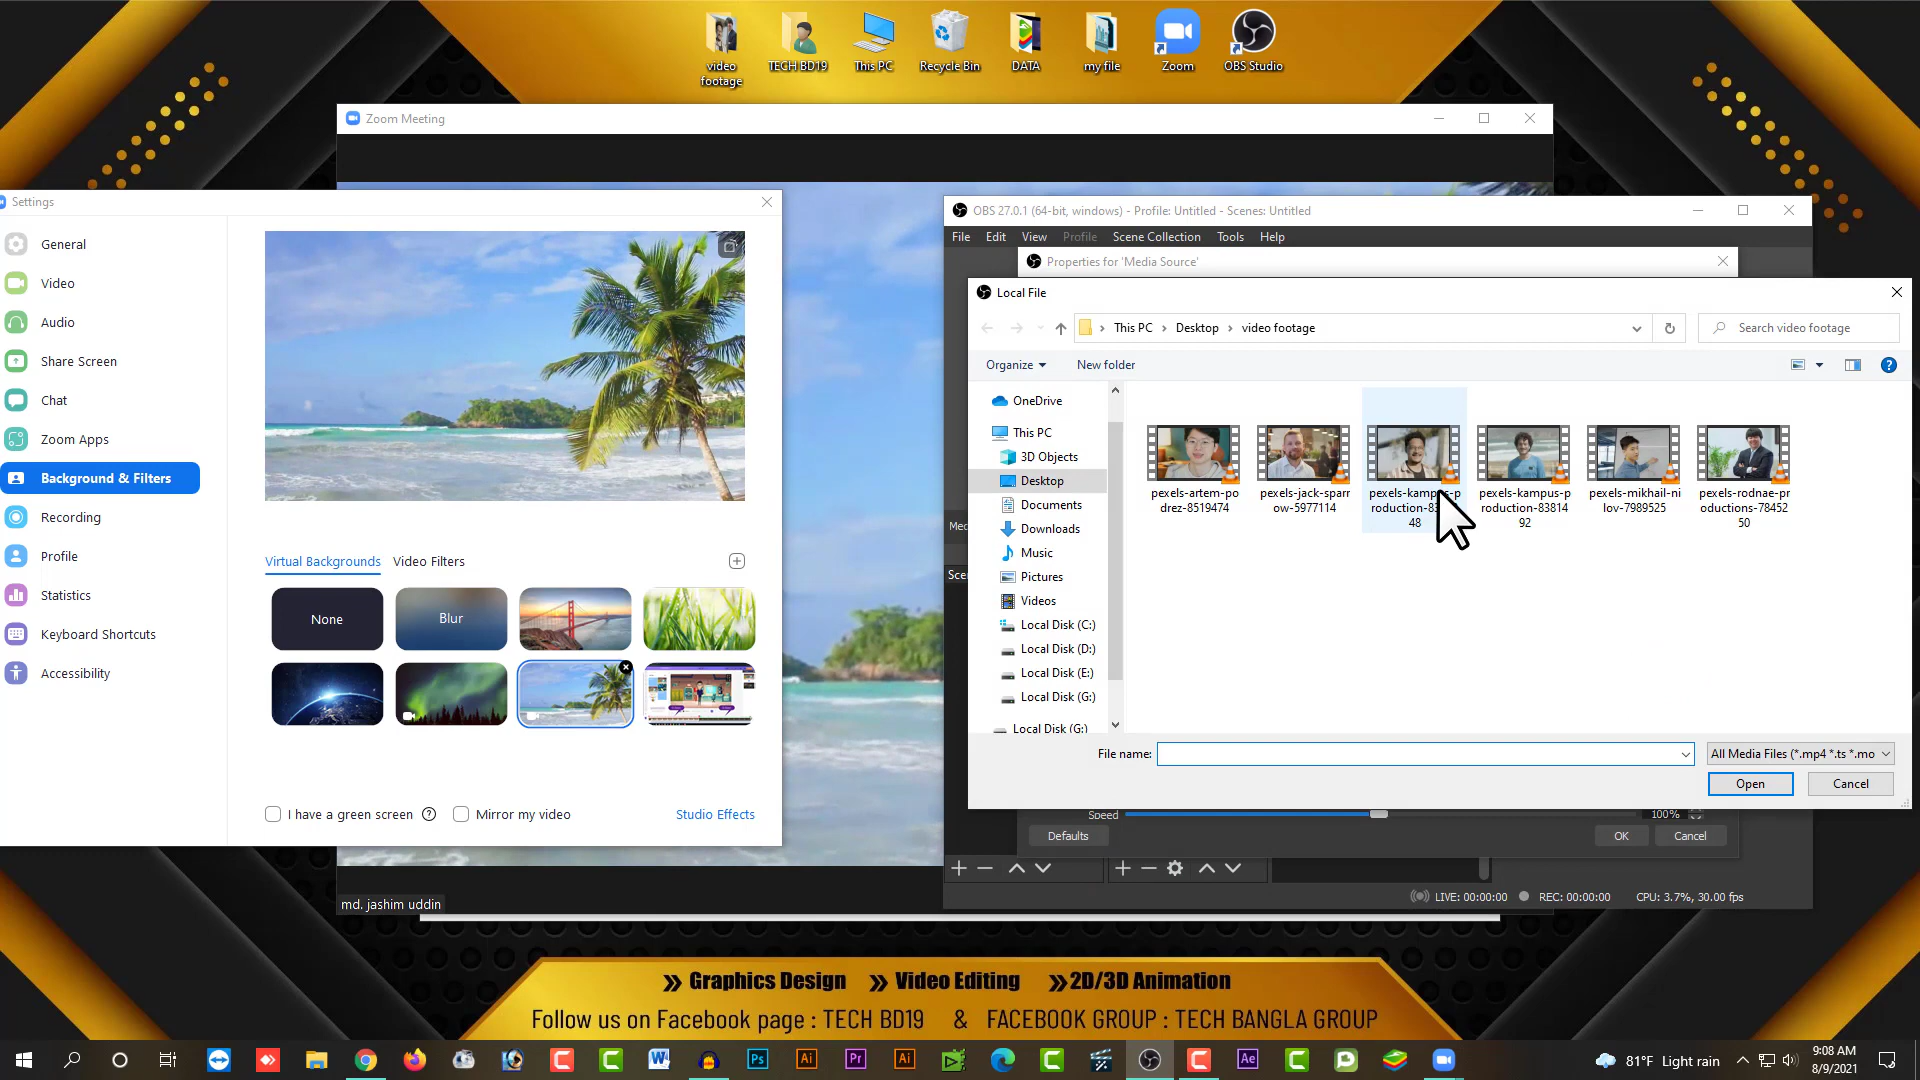 video
footage
TECH BD19
This PC
Recycle Bin
DATA
my file
Zoom
OBS Studio
Zoom Meeting
Settings
General
Video
Audio
Share Screen
Chat
Zoom Apps
Background & Filters
Recording
Profile
Statistics
Keyboard Shortcuts
Accessibility
Virtual Backgrounds
Video Filters
None
Blur
I have a green screen
Mirror my video
Studio Effects
md. jashim uddin
OBS 27.0.1 (64-bit, windows) - Profile: Untitled - Scenes: Untitled
File Edit View Profile Scene Collection Tools Help
Properties for 'Media Source'
Local File
This PC > Desktop > video footage
Search video footage
Organize
New folder
OneDrive
This PC
3D Objects
Desktop
Documents
Downloads
Music
Pictures
Videos
Local Disk (C:)
Local Disk (D:)
Local Disk (E:)
Local Disk (G:)
Local Disk (G:)
pexels-artem-po
drez-8519474
pexels-jack-sparr
ow-5977114
48
pexels-kampus-p
roduction-83814
92
pexels-mikhail-ni
lov-7989525
pexels-rodnae-pr
oductions-78452
50
File name:
All Media Files (*.mp4 *.ts *.mo
Open
Cancel
Speed
100%
Defaults
OK
Cancel
LIVE: 00:00:00
REC: 00:00:00
CPU: 3.7%, 30.00 fps
» Graphics Design » Video Editing »2D/3D Animation
Follow us on Facebook page : TECH BD19 & FACEBOOK GROUP : TECH BANGLA GROUP
81°F Light rain
9:08 AM
8/9/2021